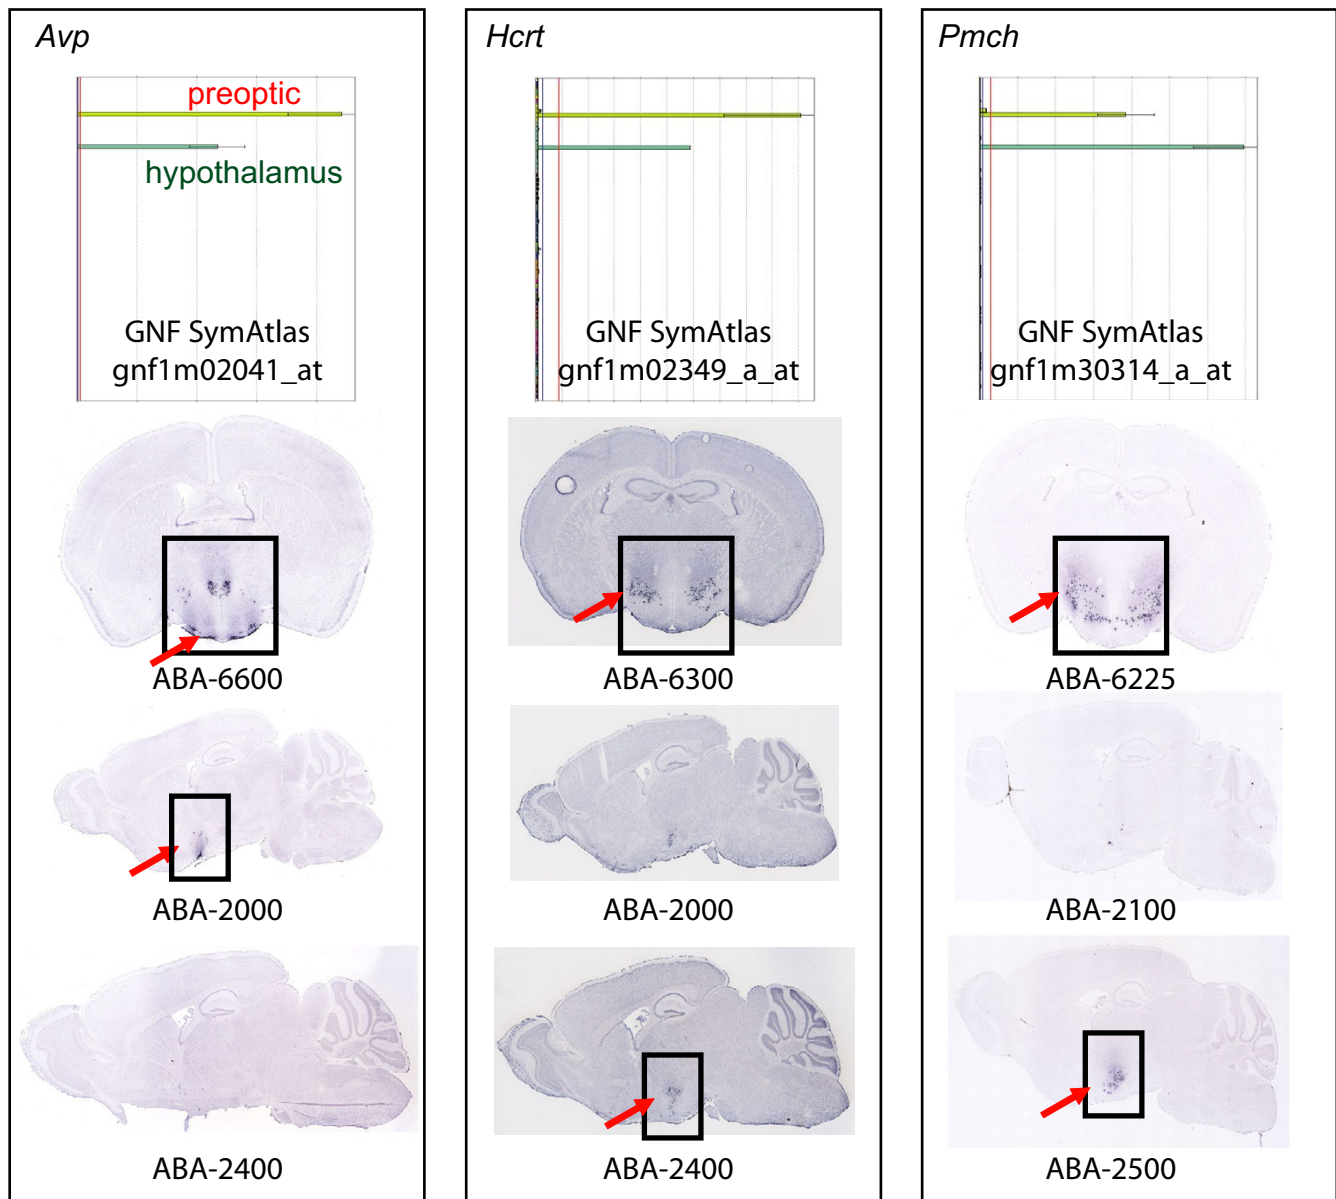 Avp
preoptic
hypothalamus
GNF SymAtlas
gnf1m02041_at
ABA-6600
ABA-2000
ABA-2400
Hcrt
GNF SymAtlas
gnf1m02349_a_at
ABA-6300
ABA-2000
ABA-2400
Pmch
GNF SymAtlas
gnf1m30314_a_at
ABA-6225
ABA-2100
ABA-2500